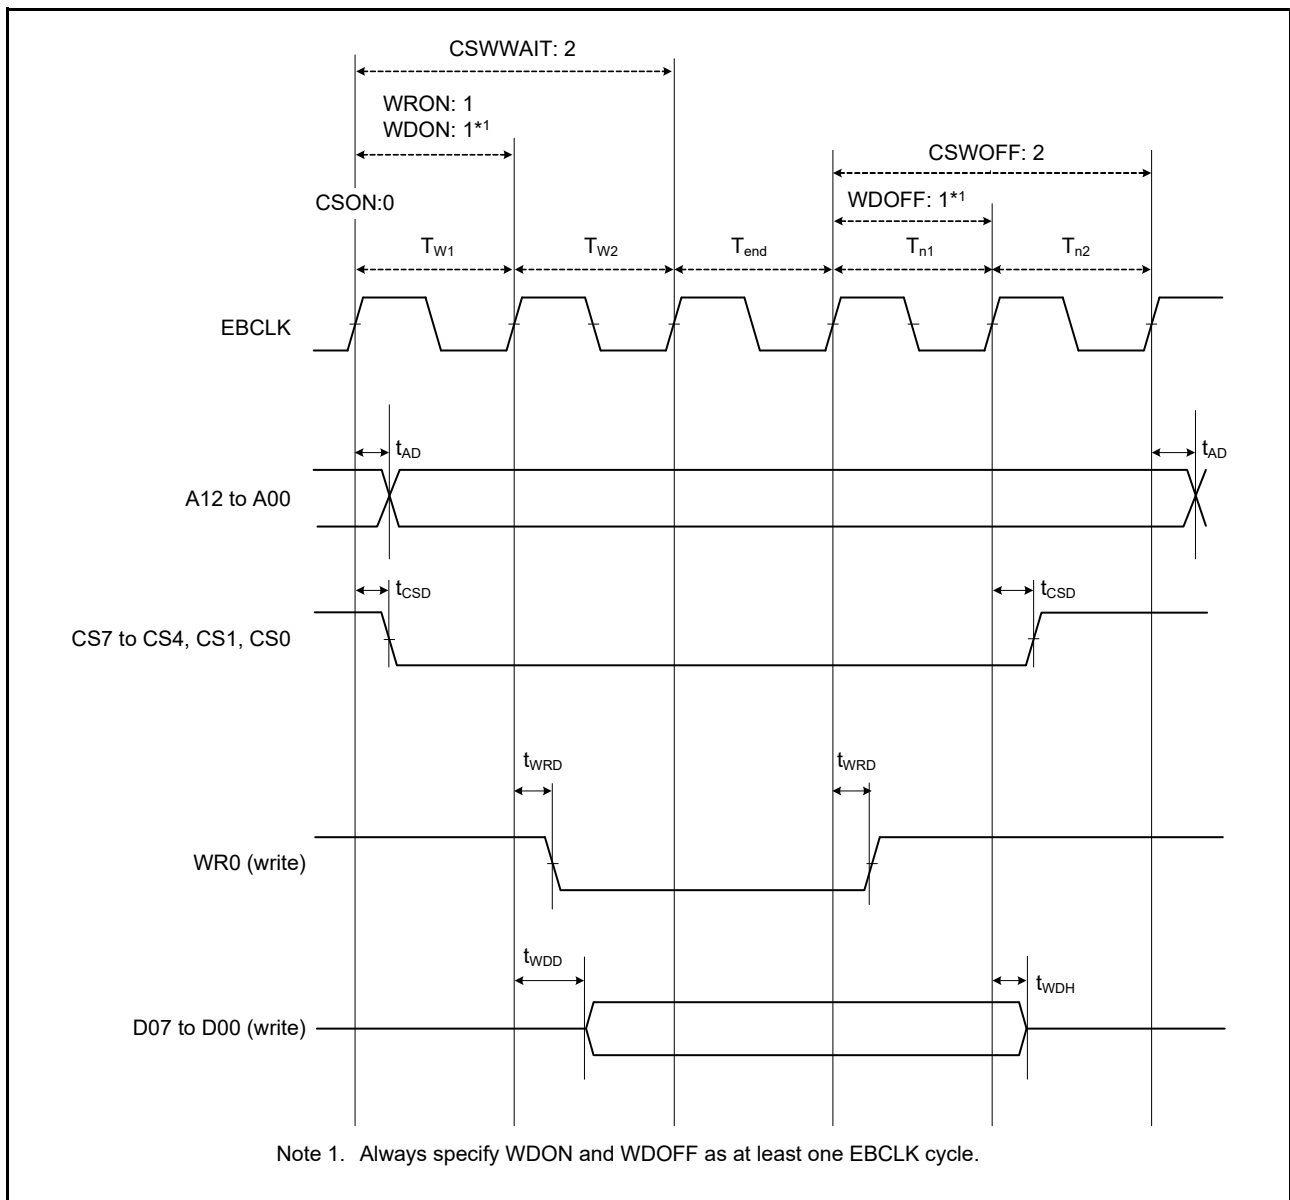 CSWWAIT: 2
WRON: 1
WDON: 1*1
CSWOFF: 2
WDOFF: 1*1
CSON:0
TW1
TW2
Tend
Tn1
Tn2
EBCLK
tAD
tAD
A12 to A00
tCSD
tCSD
CS7 to CS4, CS1, CS0
tWRD
tWRD
WR0 (write)
tWDD
tWDH
D07 to D00 (write)
Note 1. Always specify WDON and WDOFF as at least one EBCLK cycle.